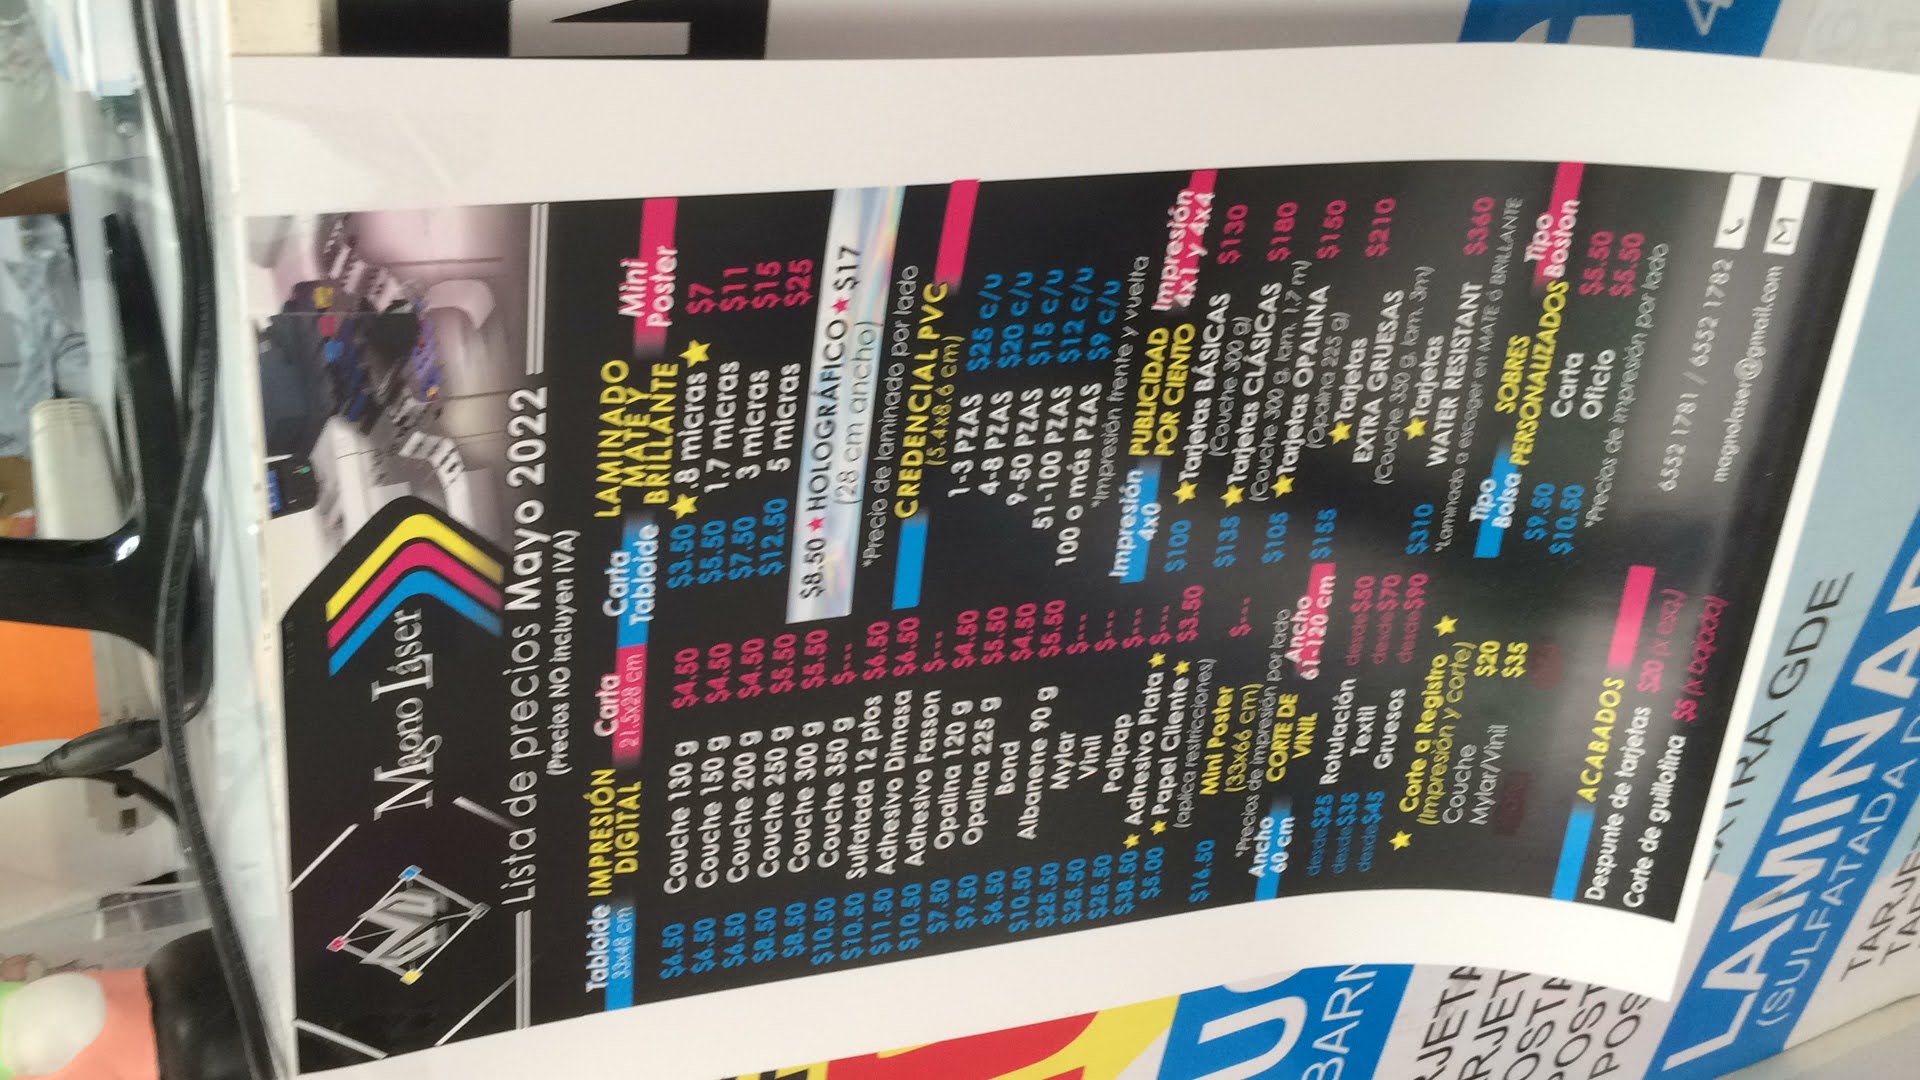 Magno Láser
Lista de precios Mayo 2022
(Precios NO incluyen IVA)
Tabloide 33x48 cm IMPRESIÓN DIGITAL Carta 21.5x28 cm
$6.50 Couche 130 g $4.50
$6.50 Couche 150 g $4.50
$6.50 Couche 200 g $4.50
$8.50 Couche 250 g $5.50
$8.50 Couche 300 g $5.50
$10.50 Couche 350 g $---
$10.50 Sulfatada 12 ptos $6.50
$11.50 Adhesivo Dimasa $6.50
$10.50 Adhesivo Fasson $---
$7.50 Opalina 120 g $4.50
$9.50 Opalina 225 g $5.50
$6.50 Bond $4.50
$10.50 Albanene 90 g $5.50
$25.50 Mylar $---
$25.50 Vinil $---
$25.50 Polipap $---
$38.50 ★ Adhesivo Plata ★ $---
$5.00 ★ Papel Cliente ★ $3.50
(aplica restricciones)
$16.50 Mini Poster (33x66 cm) $---
*Precios de impresión por lado
Ancho 60 cm CORTE DE VINIL Ancho 61-120 cm
desde $25 Rotulación desde $50
desde $35 Textil desde $70
desde $45 Gruesos desde $90
★ Corte a Registro ★
(Impresión y corte)
Couche $20
Mylar/Vinil $35
ACABADOS
Despunte de tarjetas $20 (x esq.)
Corte de guillotina $5 (x bajada)
Carta Tabloide LAMINADO MATE Y BRILLANTE Mini Poster
$3.50 ★ .8 micras ★ $7
$5.50 1.7 micras $11
$7.50 3 micras $15
$12.50 5 micras $25
$8.50 ★ HOLOGRÁFICO ★ $17
(28 cm ancho)
*Precio de laminado por lado
CREDENCIAL PVC
(5.4x8.6 cm)
1-3 PZAS $25 c/u
4-8 PZAS $20 c/u
9-50 PZAS $15 c/u
51-100 PZAS $12 c/u
100 o más PZAS $9 c/u
*Impresión frente y vuelta
Impresión 4x0 PUBLICIDAD POR CIENTO Impresión 4x1 y 4x4
$100 ★ Tarjetas BÁSICAS $130
(Couche 300 g)
$135 ★ Tarjetas CLÁSICAS $180
(Couche 300 g. lam. 1.7 m)
$105 ★ Tarjetas OPALINA $150
(Opalina 225 g)
$155 ★ Tarjetas
EXTRA GRUESAS $210
(Couche 350 g. lam. 3m)
★ Tarjetas
$310 WATER RESISTANT $360
*Laminado a escoger en MATE ó BRILLANTE
Tipo Bolsa SOBRES PERSONALIZADOS Tipo Boston
$9.50 Carta $5.50
$10.50 Oficio $5.50
*Precios de impresión por lado
6552 1781 / 6552 1782
magnolaser@gmail.com
EXTRA GDE
LAMINA
(SULFATADA